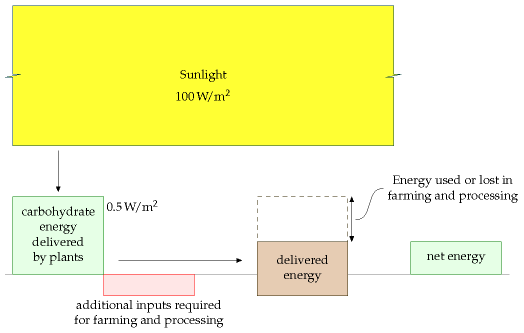 Sunlight
100 W/m²
Energy used or lost in
farming and processing
carbohydrate
energy
delivered
by plants
0.5 W/m²
delivered
energy
net energy
additional inputs required
for farming and processing